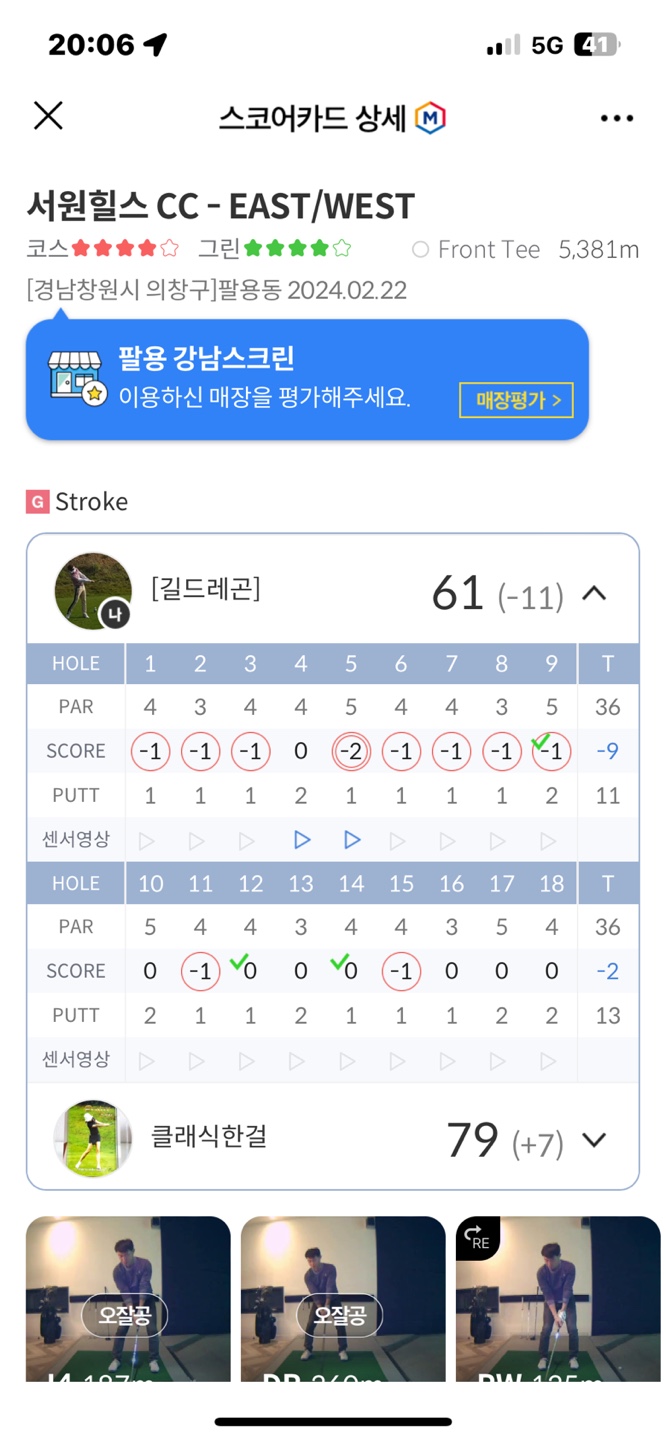 20:06 5G 41
스코어카드 상세 M
서원힐스 CC - EAST/WEST
코스 그린 Front Tee 5,381m
[경남창원시 의창구]팔용동 2024.02.22
팔용 강남스크린
이용하신 매장을 평가해주세요. 매장평가 >
G Stroke
[길드레곤] 61 (-11)
나
HOLE 1 2 3 4 5 6 7 8 9 T
PAR 4 3 4 4 5 4 4 3 5 36
SCORE -1 -1 -1 0 -2 -1 -1 -1 -1 -9
PUTT 1 1 1 2 1 1 1 1 2 11
센서영상
HOLE 10 11 12 13 14 15 16 17 18 T
PAR 5 4 4 3 4 4 3 5 4 36
SCORE 0 -1 0 0 0 -1 0 0 0 -2
PUTT 2 1 1 2 1 1 1 2 2 13
센서영상
클래식한걸 79 (+7)
RE
오잘공 오잘공